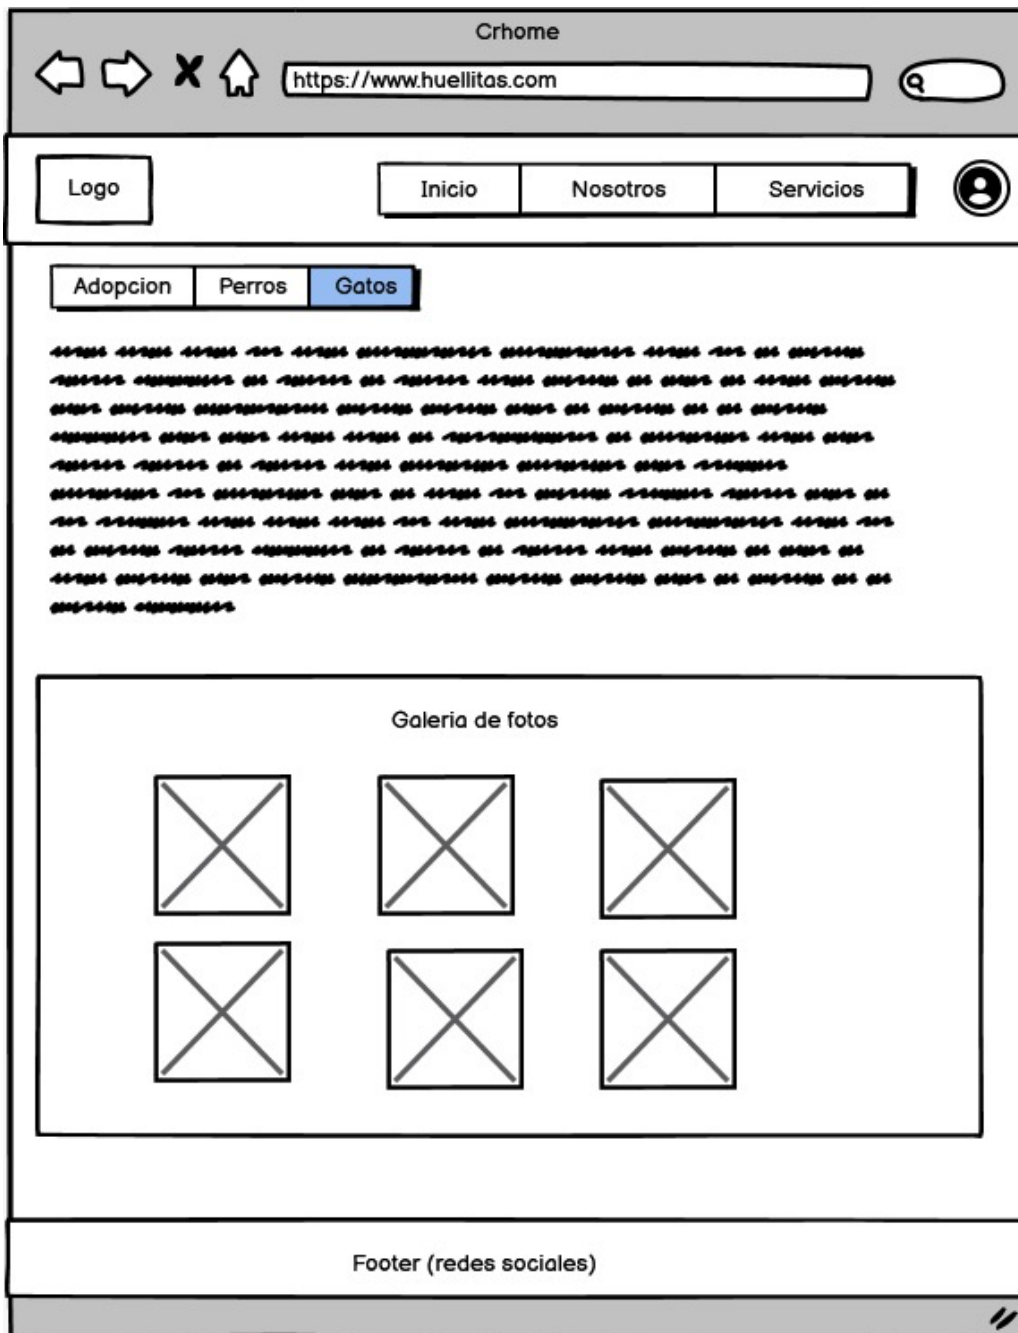 Crhome
https://www.huellitas.com
Logo
Inicio Nosotros Servicios
Adopcion Perros Gatos
Galeria de fotos
Footer (redes sociales)